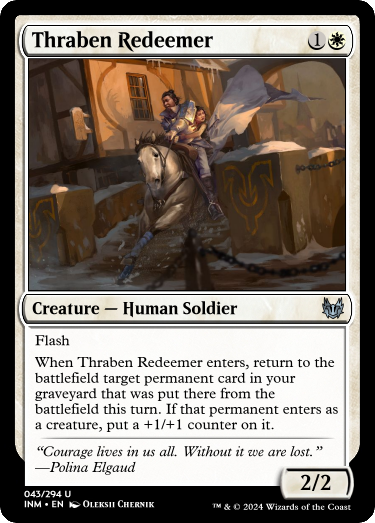 Thraben Redeemer 1
Creature — Human Soldier
Flash
When Thraben Redeemer enters, return to the
battlefield target permanent card in your
graveyard that was put there from the
battlefield this turn. If that permanent enters as
a creature, put a +1/+1 counter on it.
“Courage lives in us all. Without it we are lost.”
—Polina Elgaud
2/2
043/294 U
INM • EN Oleksii Chernik
™ & © 2024 Wizards of the Coast